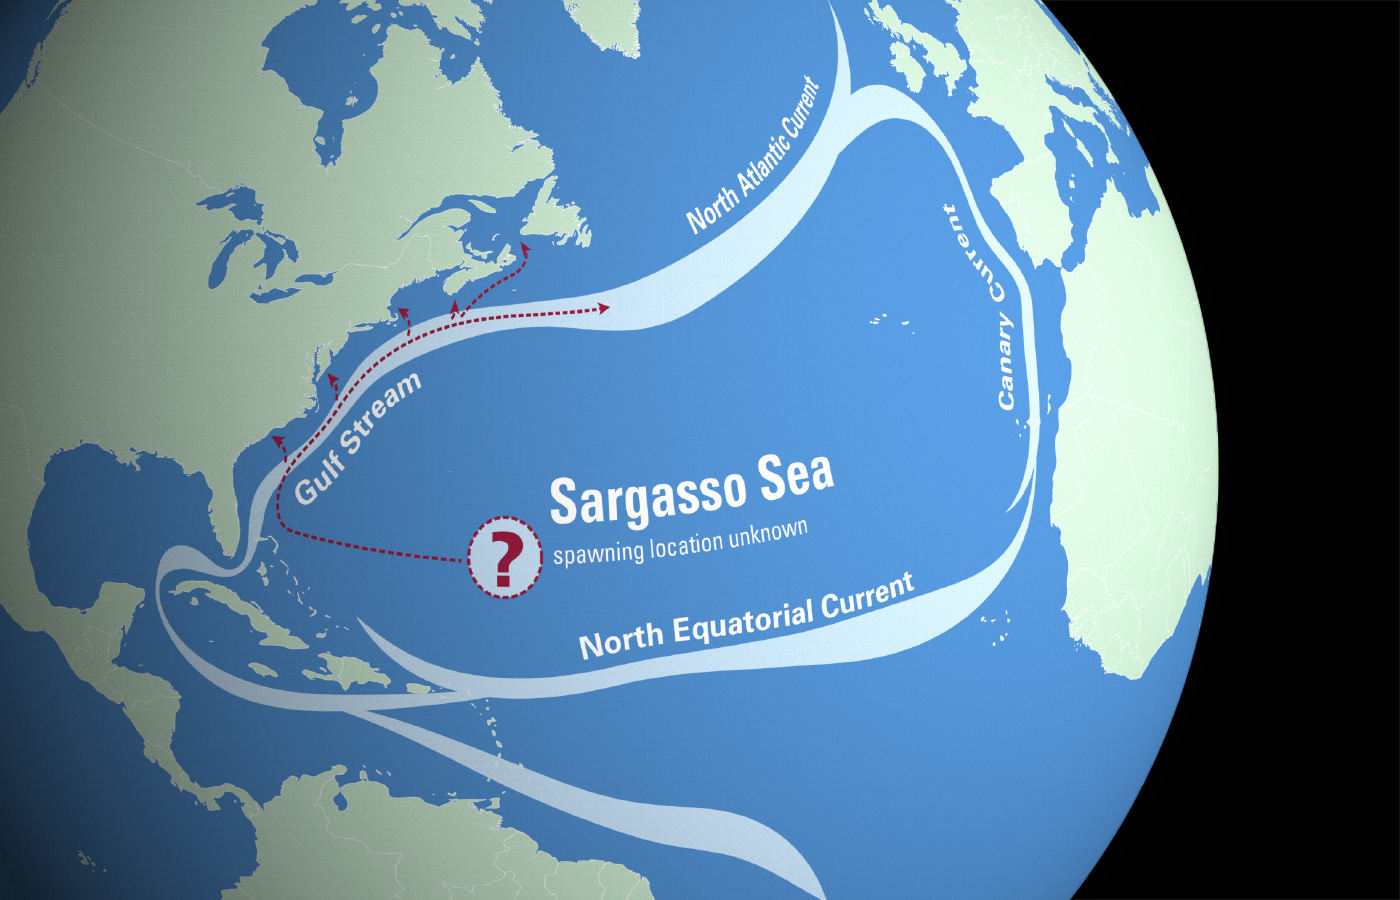 North Atlantic Current
Canary Current
Gulf Stream
Sargasso Sea
?
spawning location unknown
North Equatorial Current